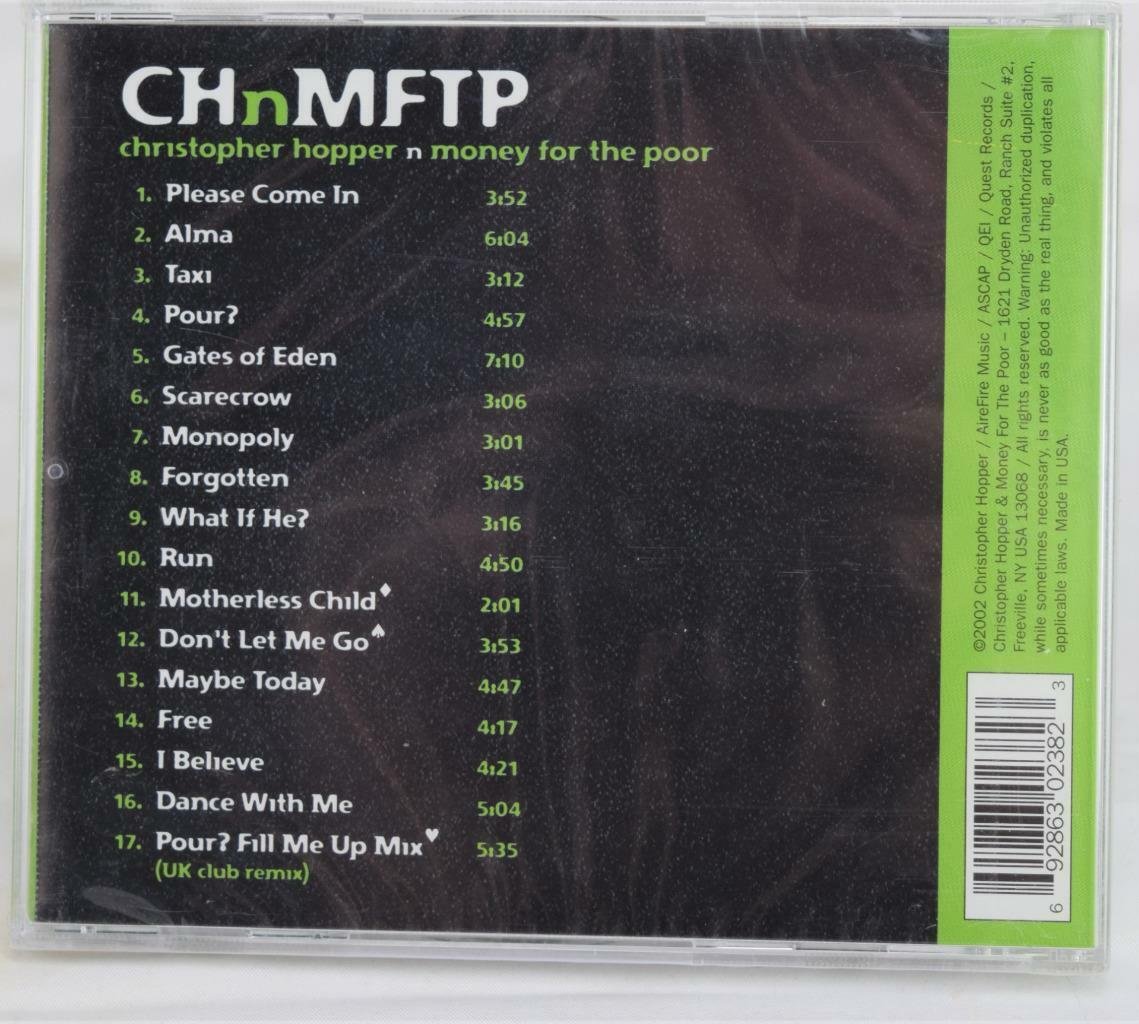 CHnMFTP
christopher hopper n money for the poor
1. Please Come In 3:52
2. Alma 6:04
3. Taxi 3:12
4. Pour? 4:57
5. Gates of Eden 7:10
6. Scarecrow 3:06
7. Monopoly 3:01
8. Forgotten 3:45
9. What If He? 3:16
10. Run 4:50
11. Motherless Child♦ 2:01
12. Don't Let Me Go♠ 3:53
13. Maybe Today 4:47
14. Free 4:17
15. I Believe 4:21
16. Dance With Me 5:04
17. Pour? Fill Me Up Mix♥ 5:35
(UK club remix)
©2002 Christopher Hopper / AireFire Music / ASCAP / QEI / Quest Records /
Christopher Hopper & Money For The Poor – 1621 Dryden Road, Ranch Suite #2,
Freeville, NY USA 13068 / All rights reserved. Warning: Unauthorized duplication,
while sometimes necessary, is never as good as the real thing, and violates all
applicable laws. Made in USA.
6 92863 02382 3